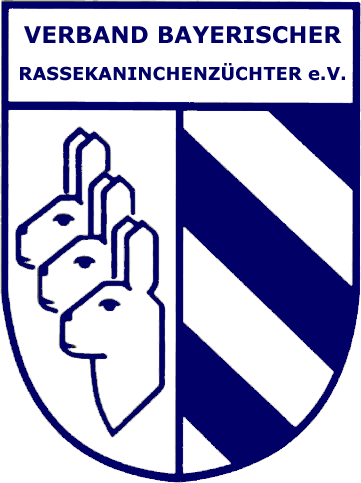 VERBAND BAYERISCHER
RASSEKANINCHENZÜCHTER e.V.